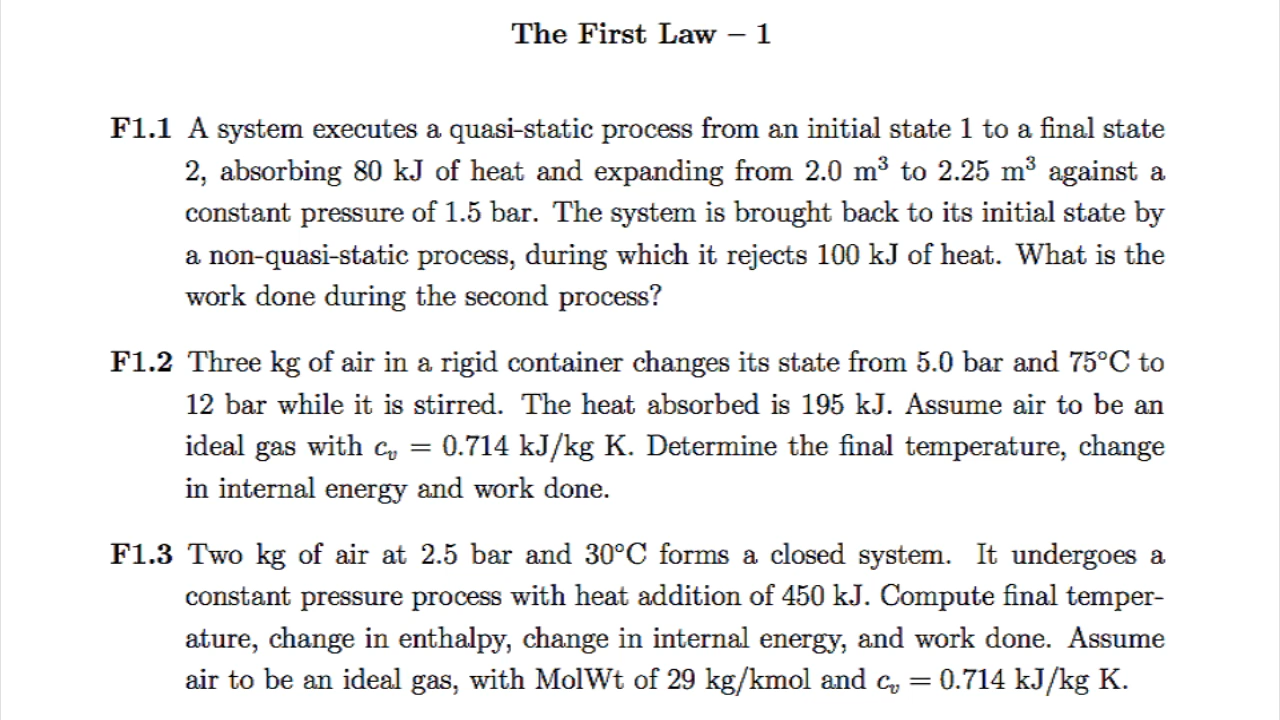 The First Law – 1
F1.1 A system executes a quasi-static process from an initial state 1 to a final state
2, absorbing 80 kJ of heat and expanding from 2.0 m³ to 2.25 m³ against a
constant pressure of 1.5 bar. The system is brought back to its initial state by
a non-quasi-static process, during which it rejects 100 kJ of heat. What is the
work done during the second process?
F1.2 Three kg of air in a rigid container changes its state from 5.0 bar and 75°C to
12 bar while it is stirred. The heat absorbed is 195 kJ. Assume air to be an
ideal gas with cᵥ = 0.714 kJ/kg K. Determine the final temperature, change
in internal energy and work done.
F1.3 Two kg of air at 2.5 bar and 30°C forms a closed system. It undergoes a
constant pressure process with heat addition of 450 kJ. Compute final temper-
ature, change in enthalpy, change in internal energy, and work done. Assume
air to be an ideal gas, with MolWt of 29 kg/kmol and cᵥ = 0.714 kJ/kg K.